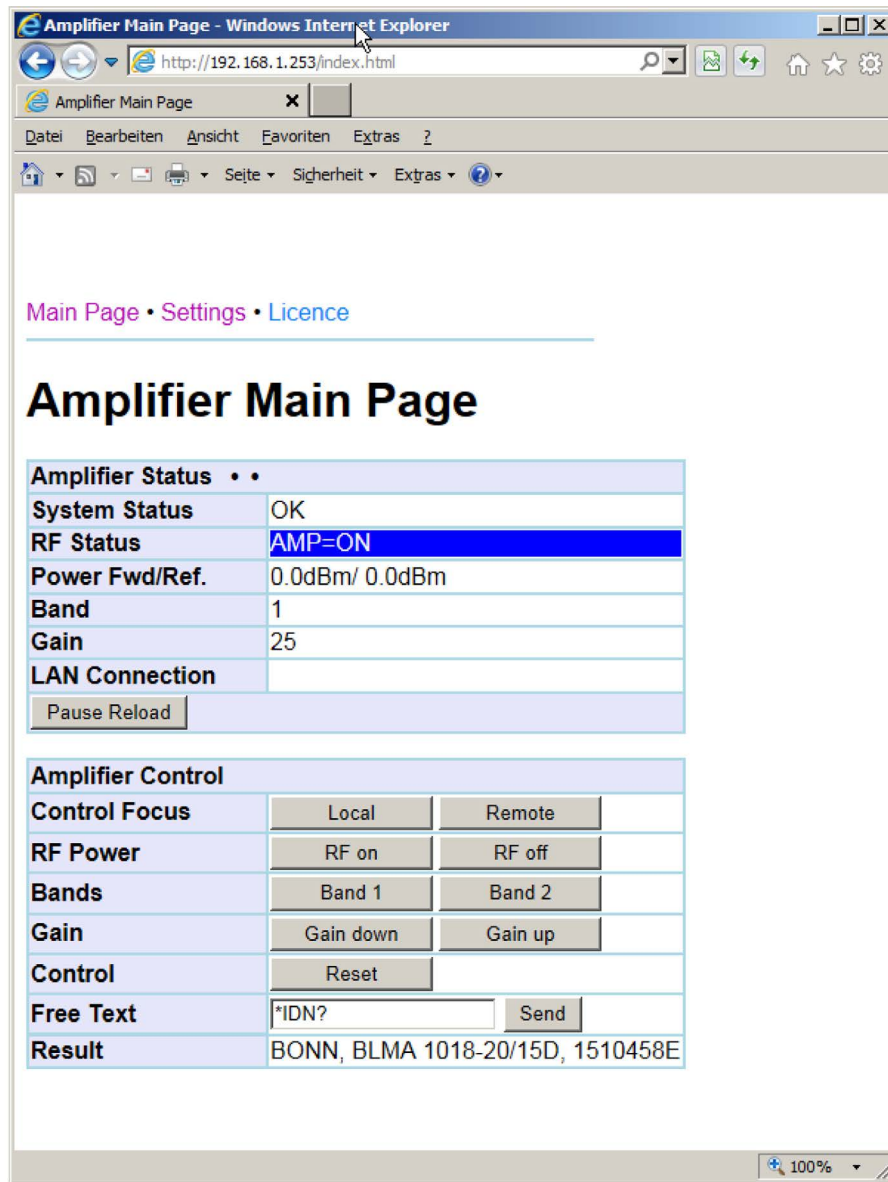 Amplifier Main Page - Windows Internet Explorer
http://192.168.1.253/index.html
Amplifier Main Page
Datei Bearbeiten Ansicht Favoriten Extras ?
Seite Sicherheit Extras
Main Page • Settings • Licence
Amplifier Main Page
Amplifier Status • •
System Status OK
RF Status AMP=ON
Power Fwd/Ref. 0.0dBm/ 0.0dBm
Band 1
Gain 25
LAN Connection
Pause Reload
Amplifier Control
Control Focus Local Remote
RF Power RF on RF off
Bands Band 1 Band 2
Gain Gain down Gain up
Control Reset
Free Text *IDN? Send
Result BONN, BLMA 1018-20/15D, 1510458E
100%